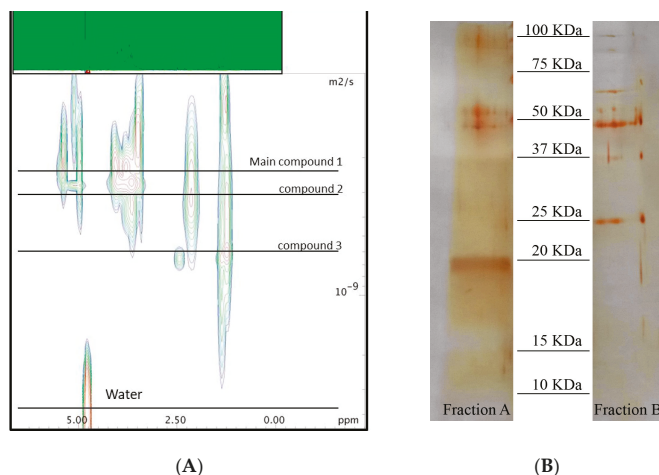 m2/s
Main compound 1
compound 2
compound 3
10⁻⁹
Water
5.00 2.50 0.00 ppm
(A)
100 KDa
75 KDa
50 KDa
37 KDa
25 KDa
20 KDa
15 KDa
10 KDa
Fraction A Fraction B
(B)